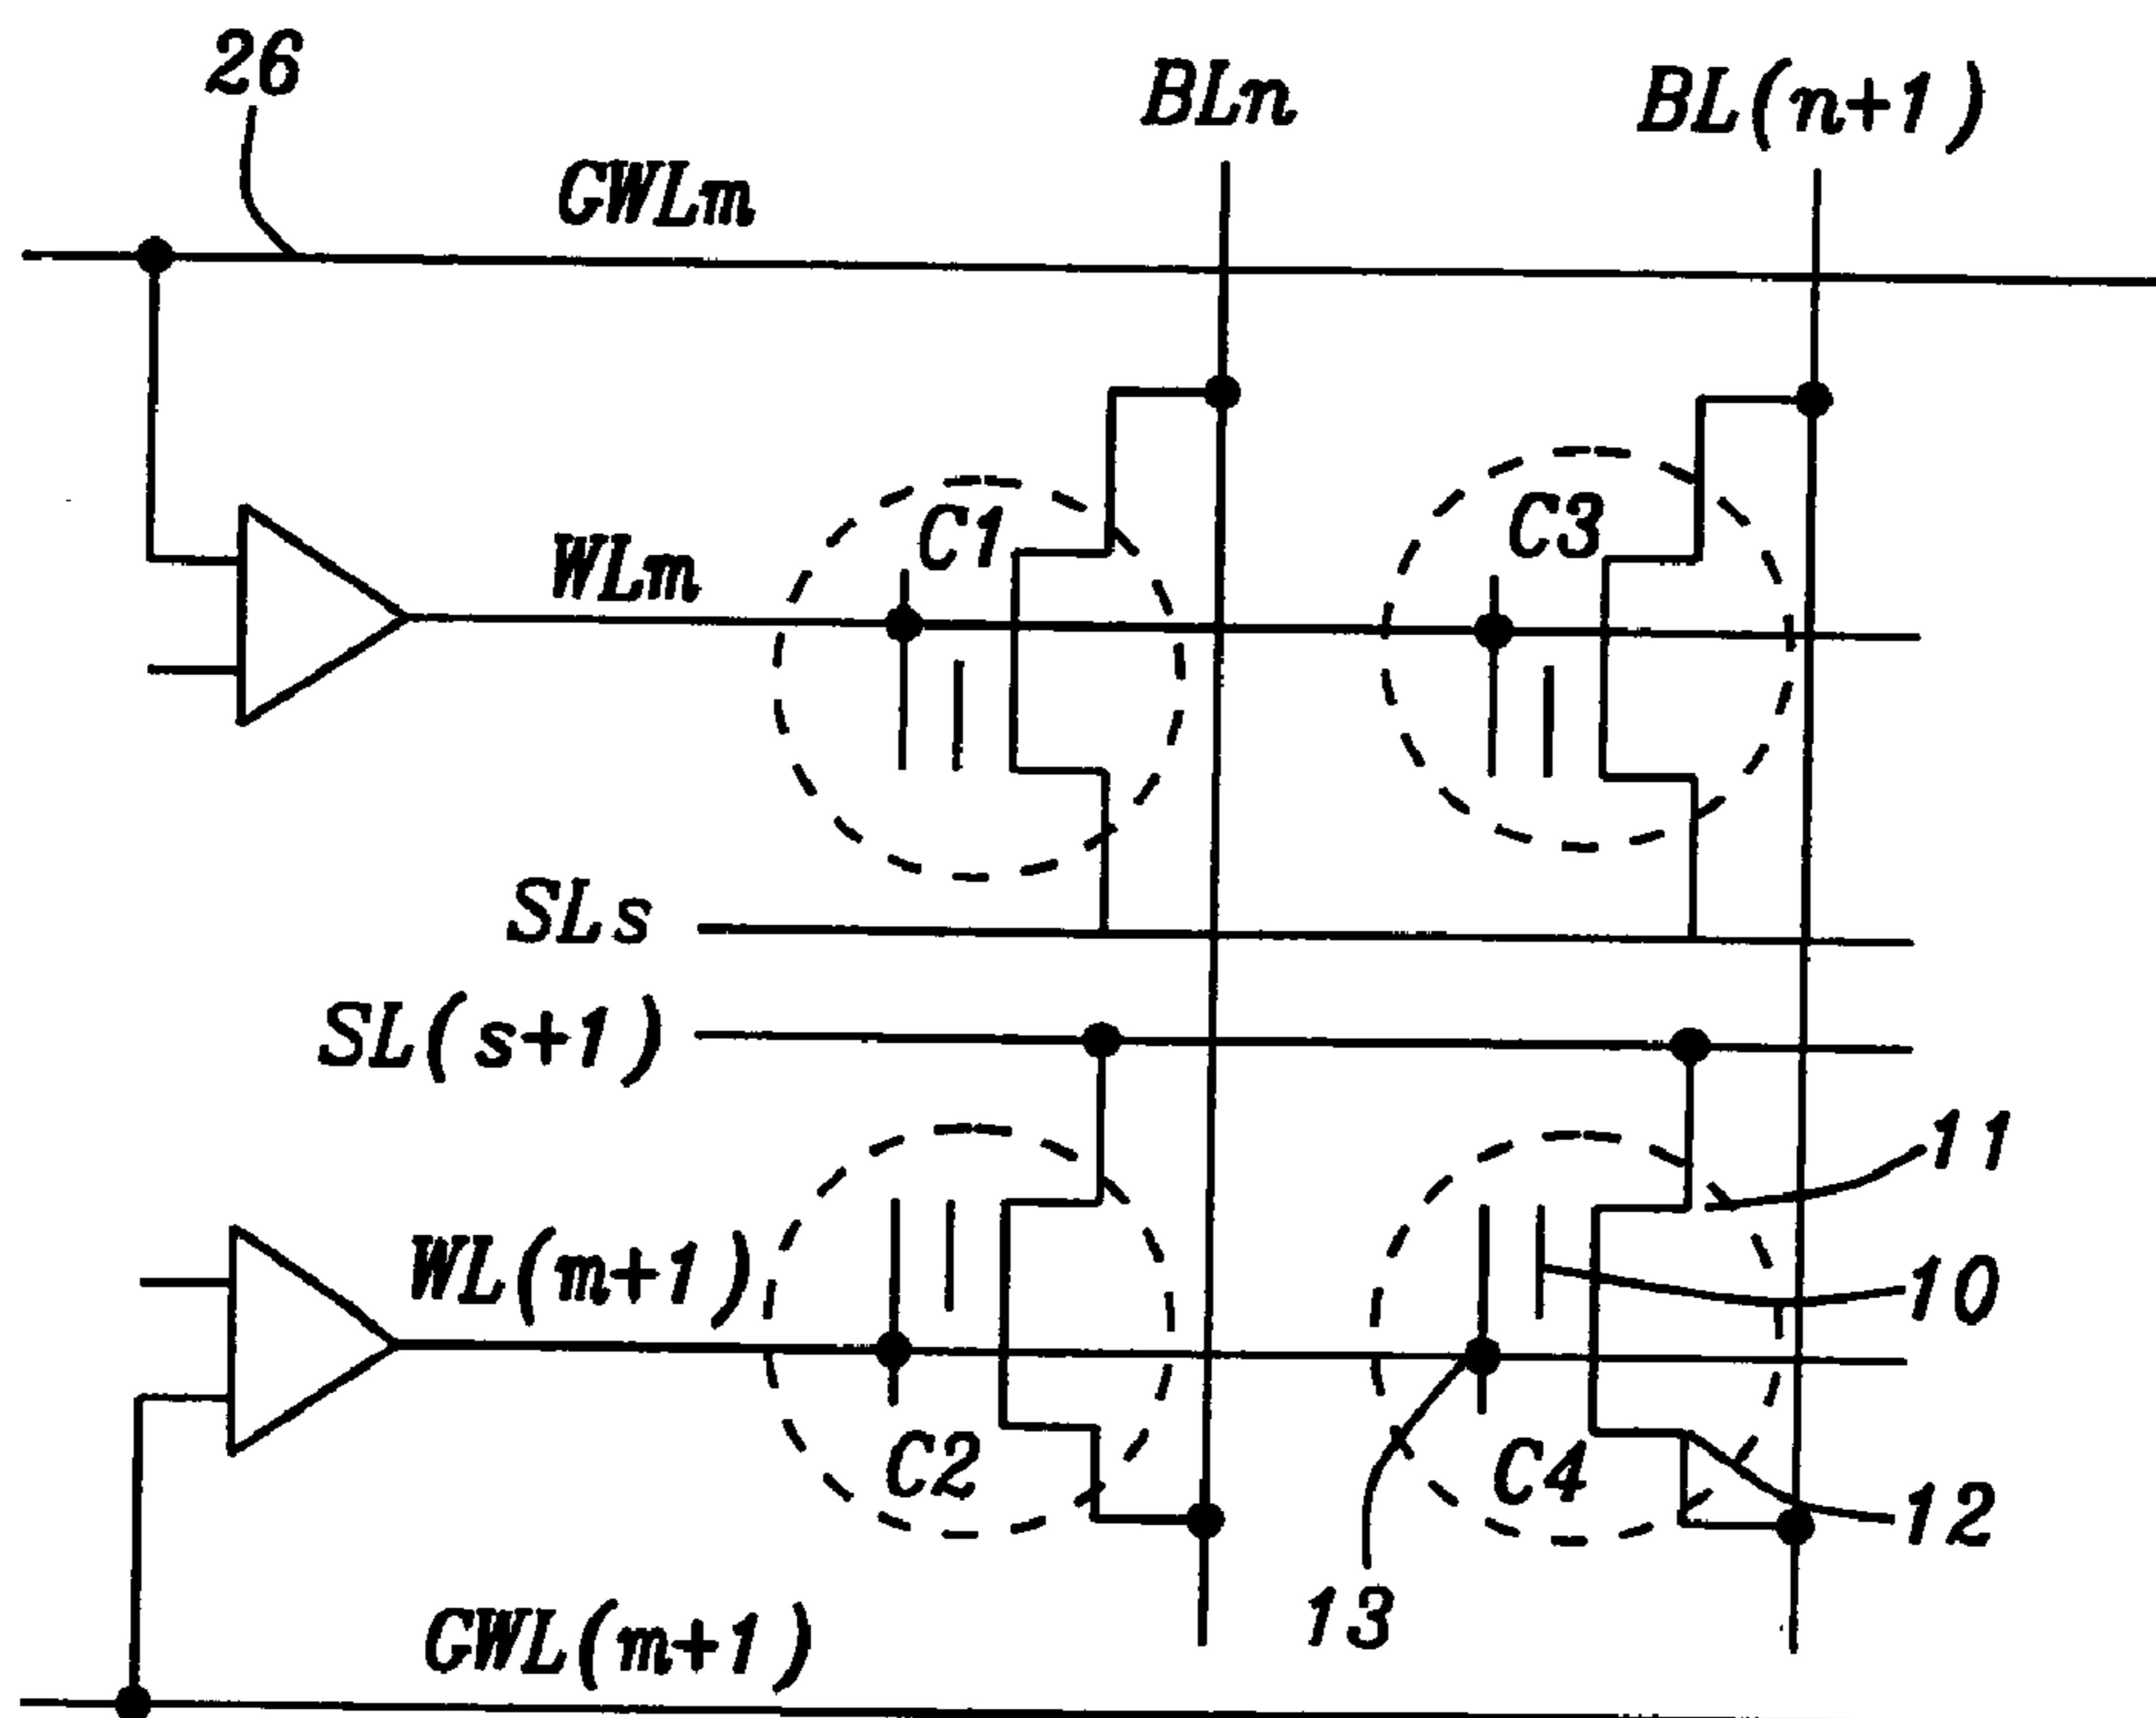 26
BLn
BL(n+1)
GWLm
C1
C3
WLm
SLs
SL(s+1)
11
WL(m+1)
10
C2
C4
12
13
GWL(m+1)